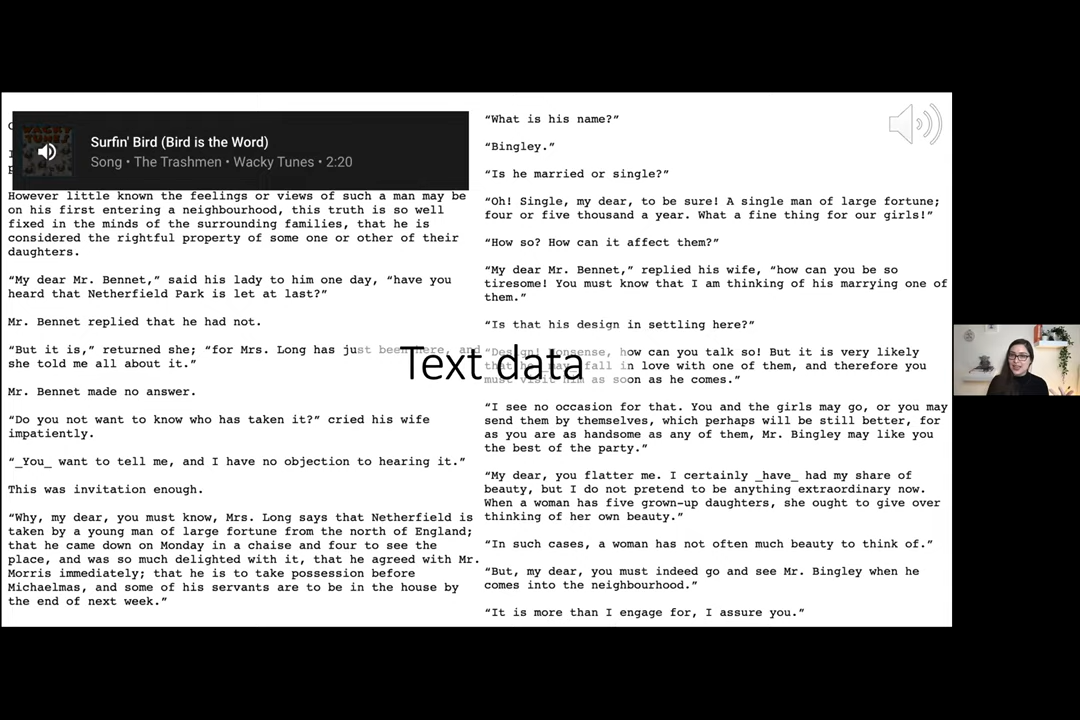 Surfin' Bird (Bird is the Word)
Song • The Trashmen • Wacky Tunes • 2:20
However little known the feelings or views of such a man may be
on his first entering a neighbourhood, this truth is so well
fixed in the minds of the surrounding families, that he is
considered the rightful property of some one or other of their
daughters.
“My dear Mr. Bennet,” said his lady to him one day, “have you
heard that Netherfield Park is let at last?”
Mr. Bennet replied that he had not.
“But it is,” returned she; “for Mrs. Long has just been here, and
she told me all about it.”
Mr. Bennet made no answer.
“Do you not want to know who has taken it?” cried his wife
impatiently.
“_You_ want to tell me, and I have no objection to hearing it.”
This was invitation enough.
“Why, my dear, you must know, Mrs. Long says that Netherfield is
taken by a young man of large fortune from the north of England;
that he came down on Monday in a chaise and four to see the
place, and was so much delighted with it, that he agreed with Mr.
Morris immediately; that he is to take possession before
Michaelmas, and some of his servants are to be in the house by
the end of next week.”
Text data
“What is his name?”
“Bingley.”
“Is he married or single?”
“Oh! Single, my dear, to be sure! A single man of large fortune;
four or five thousand a year. What a fine thing for our girls!”
“How so? How can it affect them?”
“My dear Mr. Bennet,” replied his wife, “how can you be so
tiresome! You must know that I am thinking of his marrying one of
them.”
“Is that his design in settling here?”
“Design! Nonsense, how can you talk so! But it is very likely
that he _may_ fall in love with one of them, and therefore you
must visit him as soon as he comes.”
“I see no occasion for that. You and the girls may go, or you may
send them by themselves, which perhaps will be still better, for
as you are as handsome as any of them, Mr. Bingley may like you
the best of the party.”
“My dear, you flatter me. I certainly _have_ had my share of
beauty, but I do not pretend to be anything extraordinary now.
When a woman has five grown-up daughters, she ought to give over
thinking of her own beauty.”
“In such cases, a woman has not often much beauty to think of.”
“But, my dear, you must indeed go and see Mr. Bingley when he
comes into the neighbourhood.”
“It is more than I engage for, I assure you.”